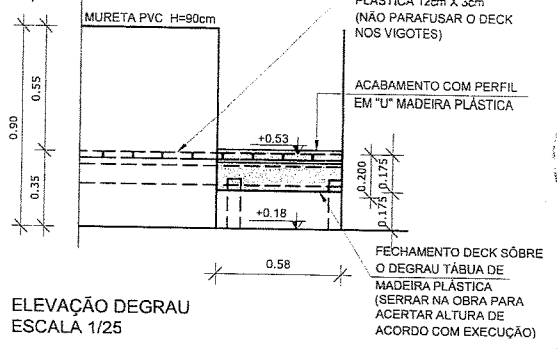 PLÁSTICA 12cm X 3cm
(NÃO PARAFUSAR O DECK
NOS VIGOTES)
MURETA PVC H=90cm
ACABAMENTO COM PERFIL
EM "U" MADEIRA PLÁSTICA
0.90
0.55
0.35
+0.53
+0.18
0.200
0.175
0.175
0.58
FECHAMENTO DECK SÔBRE
O DEGRAU TÁBUA DE
MADEIRA PLÁSTICA
(SERRAR NA OBRA PARA
ACERTAR ALTURA DE
ACORDO COM EXECUÇÃO)
ELEVAÇÃO DEGRAU
ESCALA 1/25